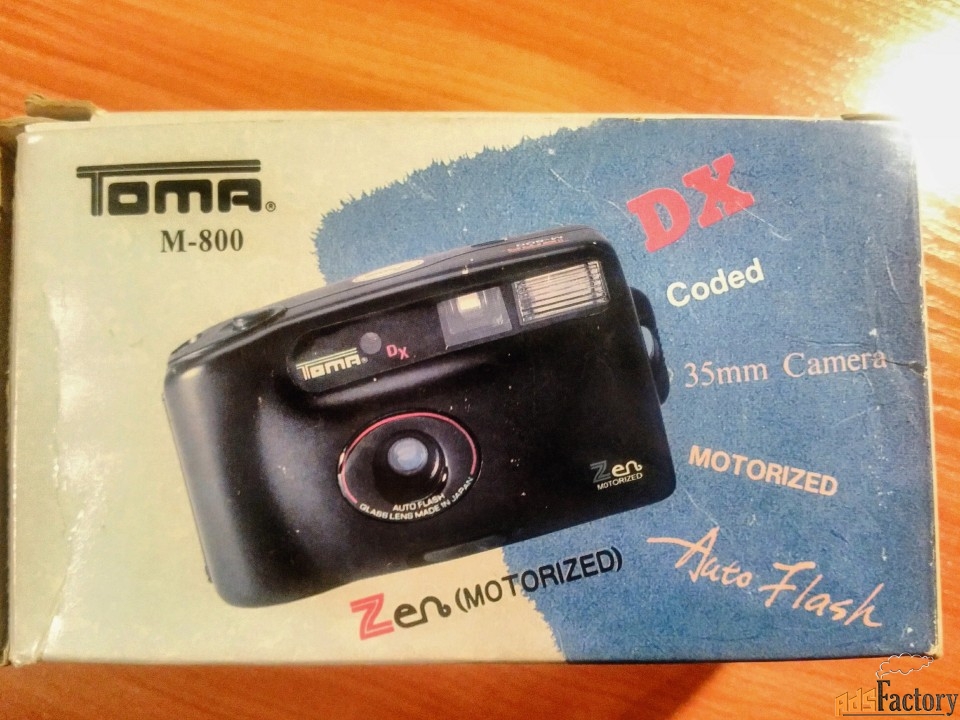 TOMA®
M-800
DX
Coded
35mm Camera
MOTORIZED
Auto Flash
TOMA®
DX
Zen
MOTORIZED
AUTO FLASH
GLASS LENS MADE IN JAPAN
Zen (MOTORIZED)
AdsFactory